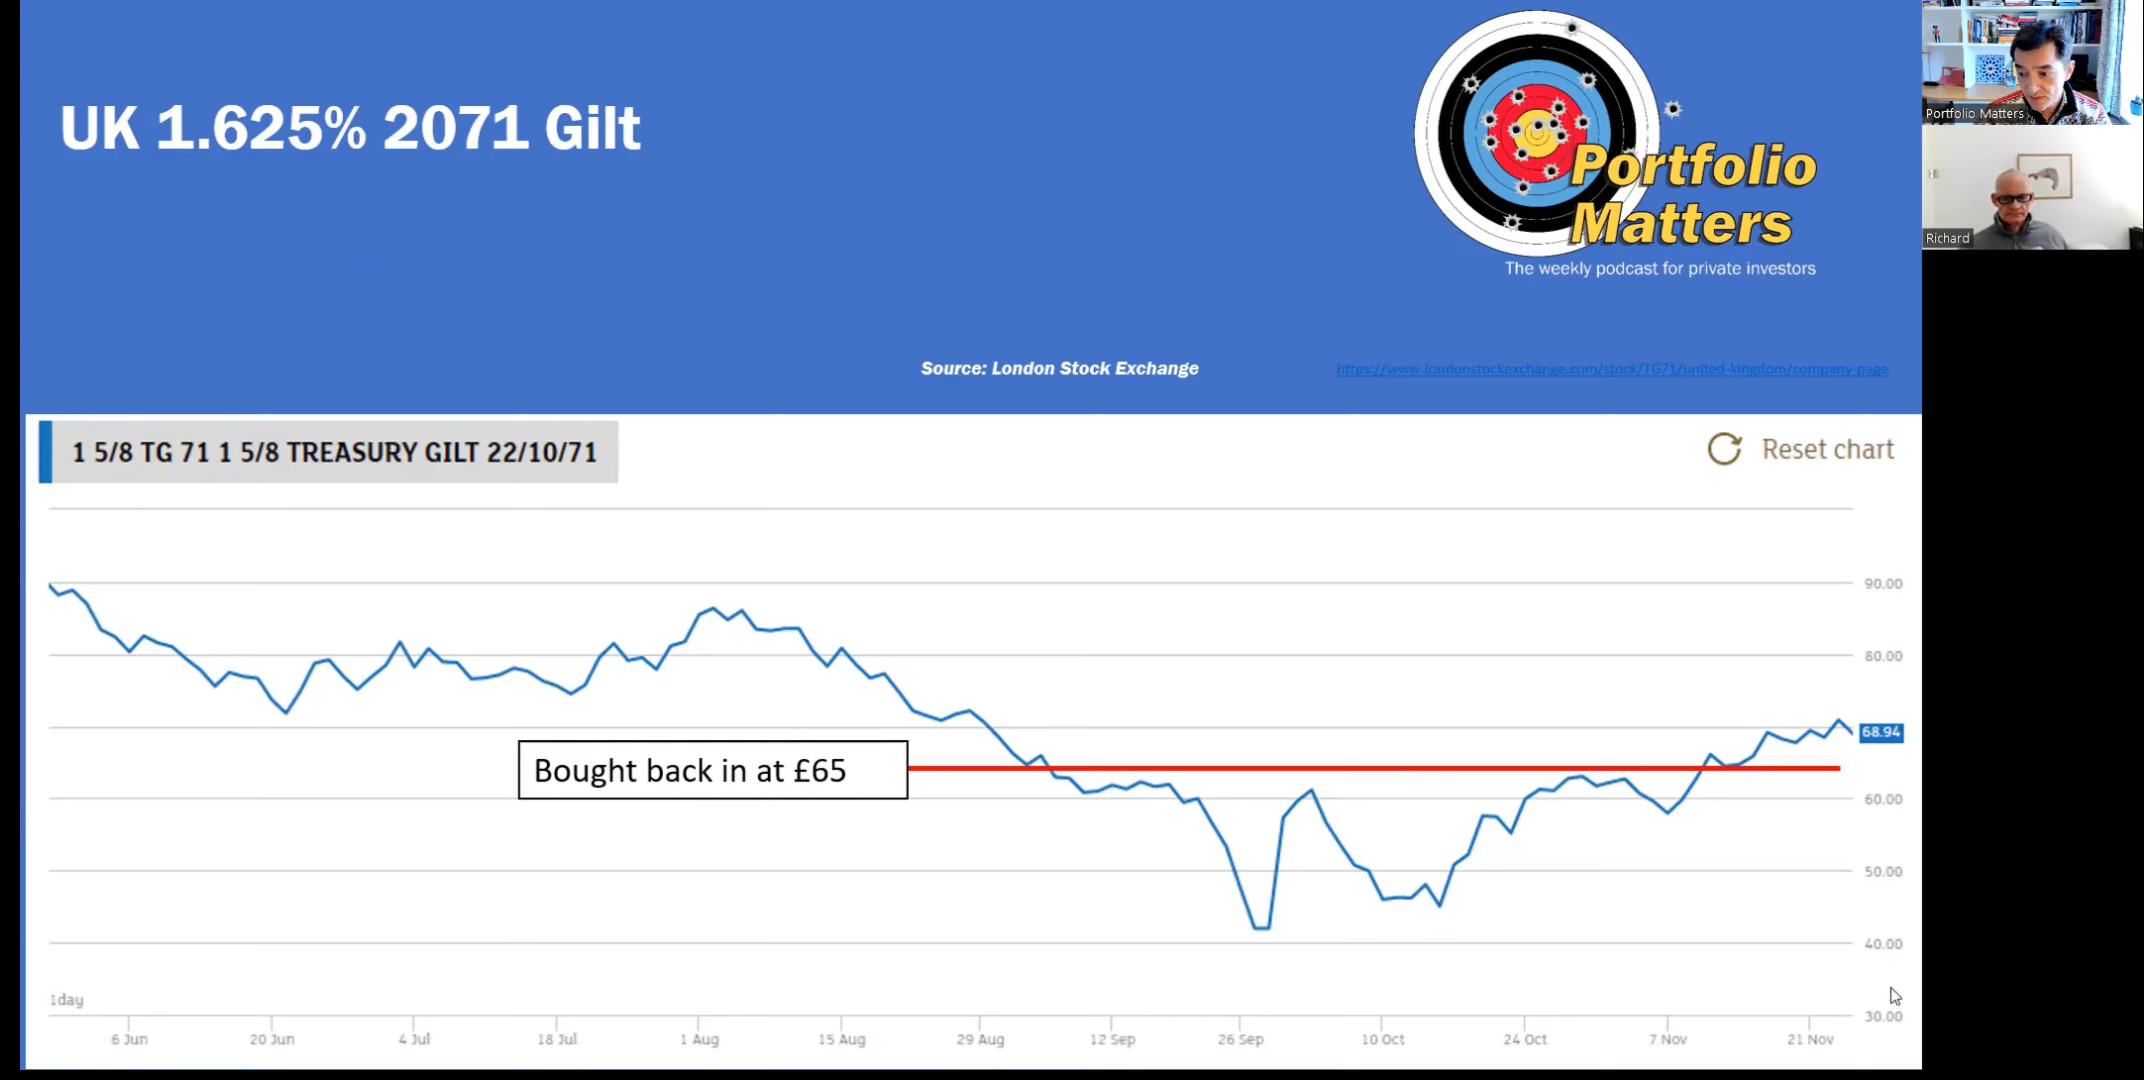 UK 1.625% 2071 Gilt
Portfolio
Matters
The weekly podcast for private investors
Portfolio Matters
Richard
Source: London Stock Exchange
https://www.londonstockexchange.com/stock/TG71/united-kingdom/company-page
1 5/8 TG 71 1 5/8 TREASURY GILT 22/10/71
Reset chart
90.00
80.00
68.94
Bought back in at £65
60.00
50.00
40.00
1day
30.00
6 Jun 20 Jun 4 Jul 18 Jul 1 Aug 15 Aug 29 Aug 12 Sep 26 Sep 10 Oct 24 Oct 7 Nov 21 Nov